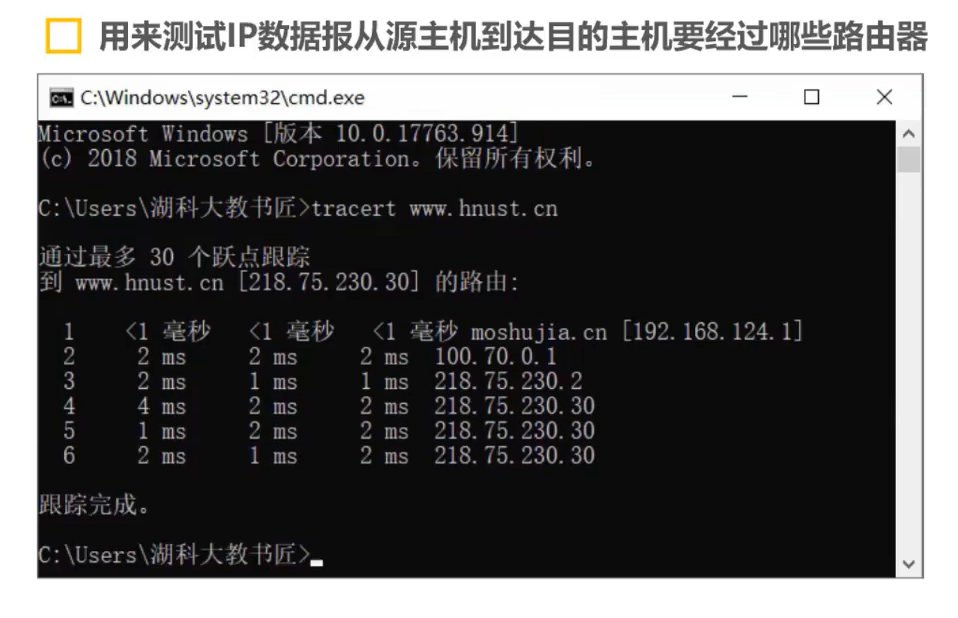 用来测试IP数据报从源主机到达目的主机要经过哪些路由器
C:\Windows\system32\cmd.exe
Microsoft Windows [版本 10.0.17763.914]
(c) 2018 Microsoft Corporation。保留所有权利。
C:\Users\湖科大教书匠>tracert www.hnust.cn
通过最多 30 个跃点跟踪
到 www.hnust.cn [218.75.230.30] 的路由:
1 <1 毫秒 <1 毫秒 <1 毫秒 moshujia.cn [192.168.124.1]
2 2 ms 2 ms 2 ms 100.70.0.1
3 2 ms 1 ms 1 ms 218.75.230.2
4 4 ms 2 ms 2 ms 218.75.230.30
5 1 ms 2 ms 2 ms 218.75.230.30
6 2 ms 1 ms 2 ms 218.75.230.30
跟踪完成。
C:\Users\湖科大教书匠>